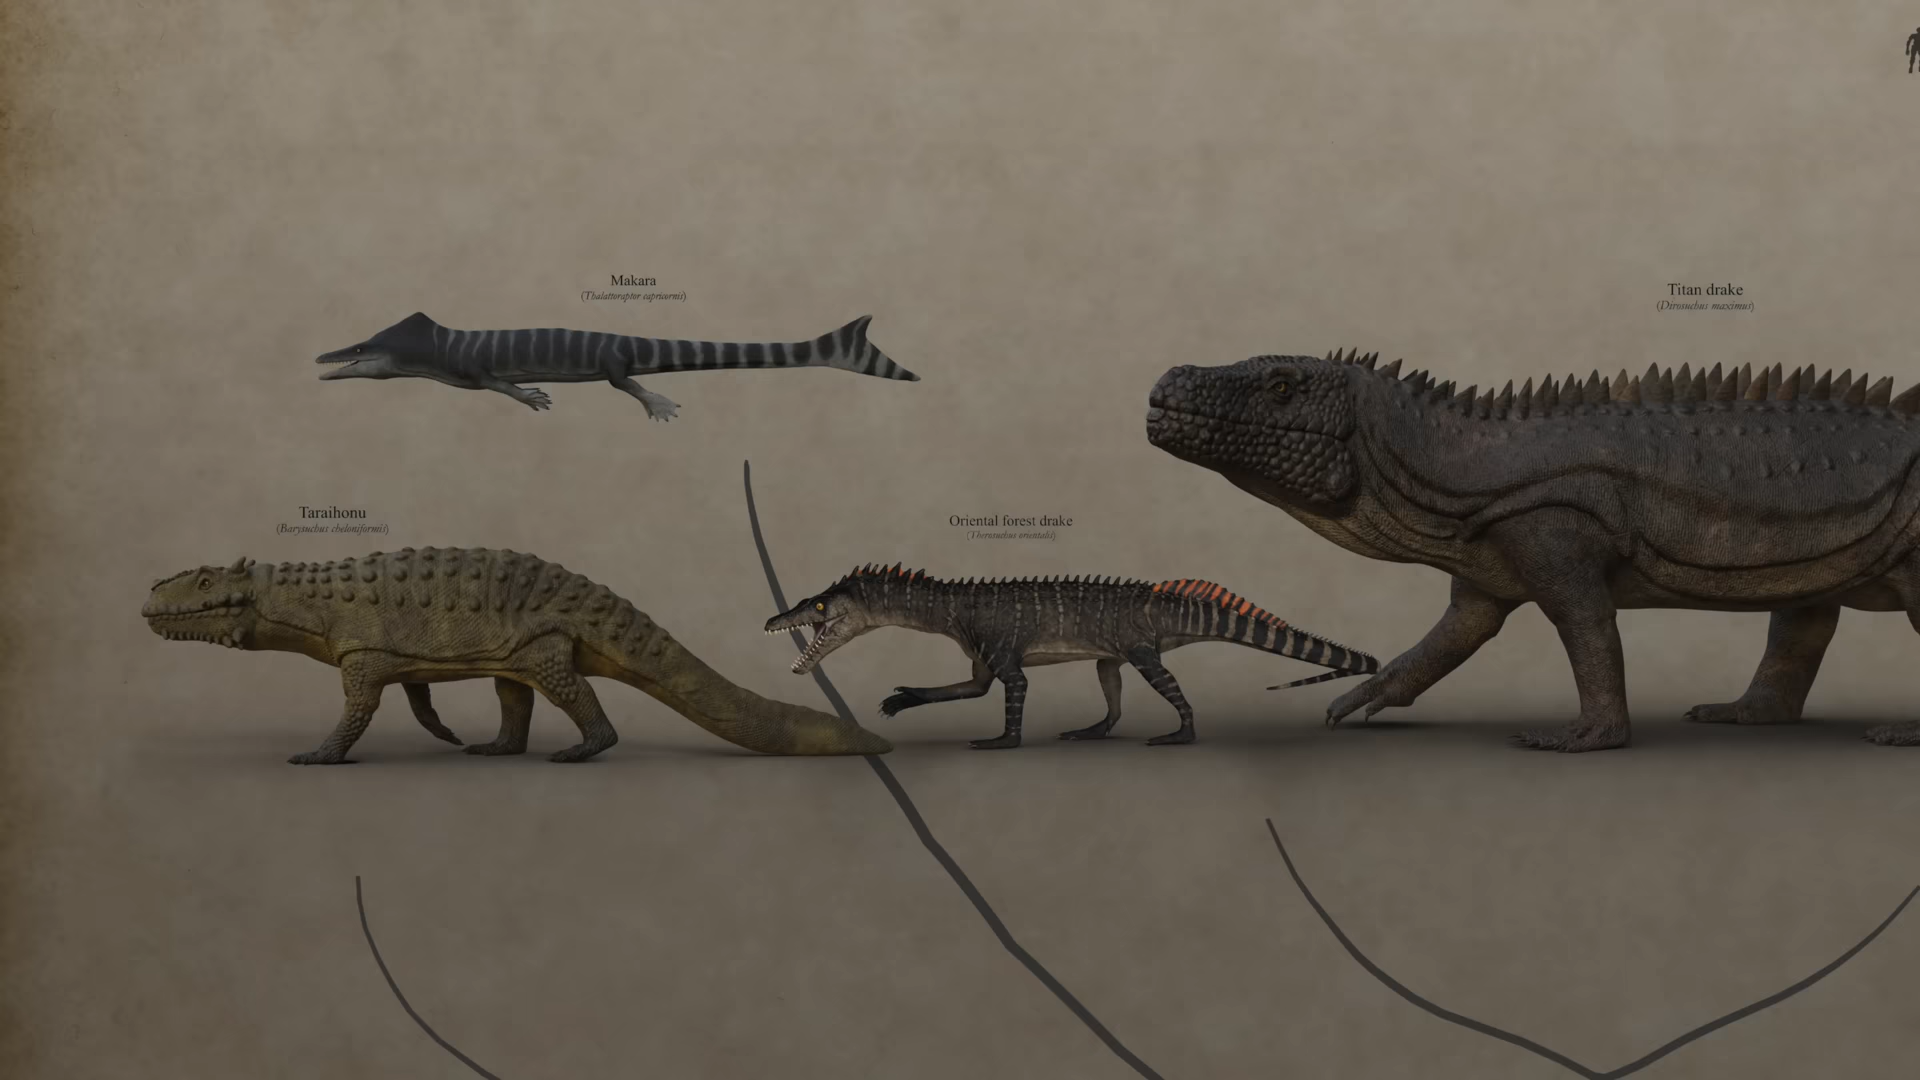 Makara
(Thalattoraptor capricornis)
Titan drake
(Dirosuchus maximus)
Taraihonu
(Barysuchus cheloniformis)
Oriental forest drake
(Therosuchus orientalis)